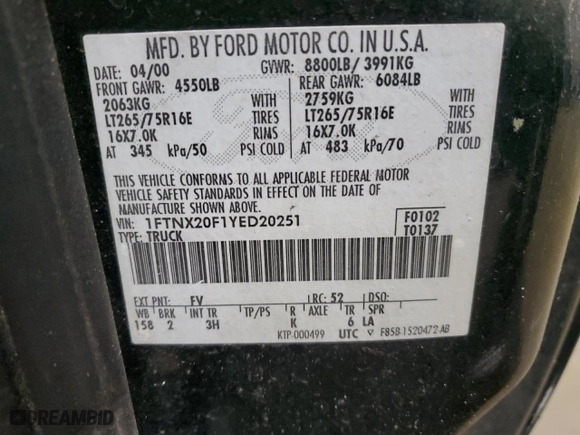 MFD. BY FORD MOTOR CO. IN U.S.A.
DATE: 04/00 GVWR: 8800LB/ 3991KG
FRONT GAWR: 4550LB REAR GAWR: 6084LB
2063KG WITH 2759KG WITH
LT265/75R16E TIRES LT265/75R16E TIRES
16X7.0K RIMS 16X7.0K RIMS
AT 345 kPa/50 PSI COLD AT 483 kPa/70 PSI COLD
THIS VEHICLE CONFORMS TO ALL APPLICABLE FEDERAL MOTOR
VEHICLE SAFETY STANDARDS IN EFFECT ON THE DATE OF
MANUFACTURE SHOWN ABOVE.
VIN: 1FTNX20F1YED20251 F0102
TYPE: TRUCK T0137
EXT PNT: FV RC: 52 DSO:
WB BRK INT TR TP/PS R AXLE TR SPR
158 2 3H K 6 LA
KTP-000499 UTC F85B-1520472-AB
DREAMBID